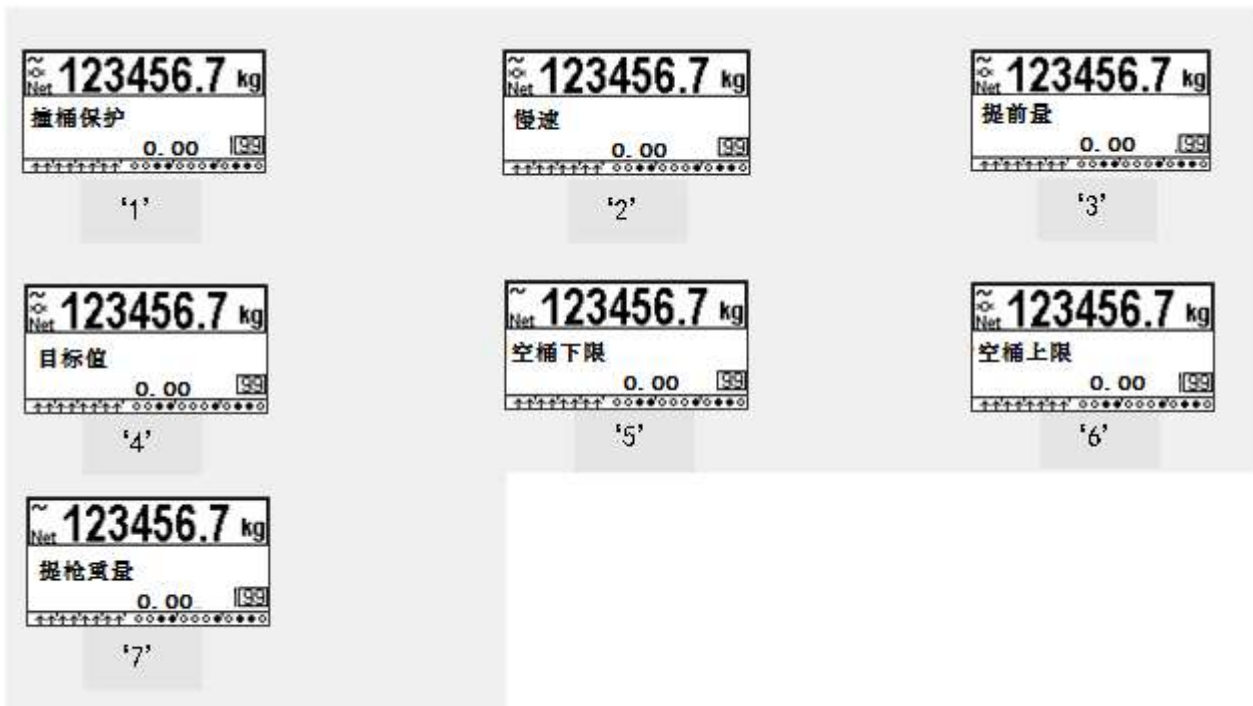 ~ 123456.7 kg
Net
撞桶保护
0.00 99
'1'
~ 123456.7 kg
Net
慢速
0.00 99
'2'
~ 123456.7 kg
Net
提前量
0.00 99
'3'
~ 123456.7 kg
Net
目标值
0.00 99
'4'
~ 123456.7 kg
Net
空桶下限
0.00 99
'5'
~ 123456.7 kg
Net
空桶上限
0.00 99
'6'
~ 123456.7 kg
Net
提枪重量
0.00 99
'7'